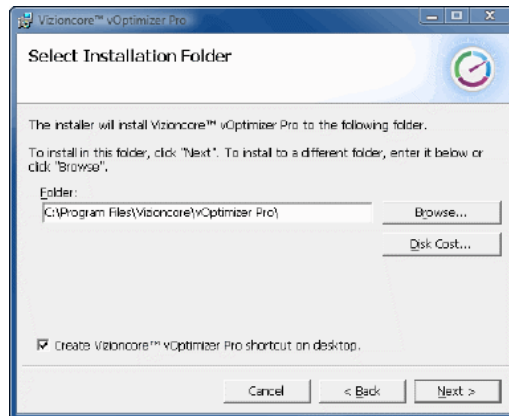 Vizioncore™ vOptimizer Pro
Select Installation Folder
The installer will install Vizioncore™ vOptimizer Pro to the following folder.
To install in this folder, click "Next". To install to a different folder, enter it below or
click "Browse".
Folder:
C:\Program Files\Vizioncore\vOptimizer Pro\
Browse...
Disk Cost...
Create Vizioncore™ vOptimizer Pro shortcut on desktop.
Cancel
< Back
Next >